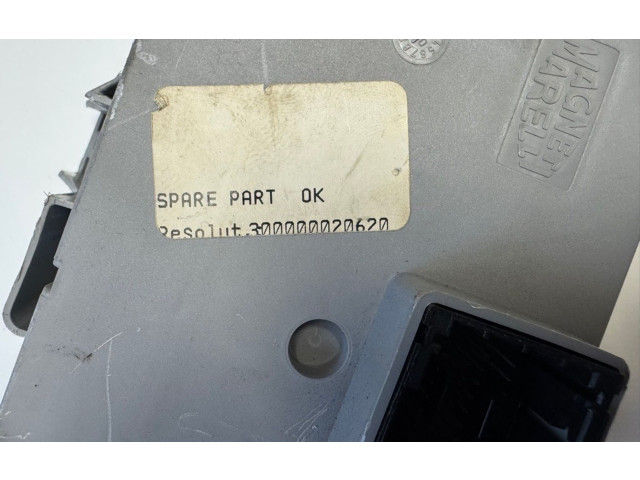 MAGNETI
MARELLI
SPARE PART OK
Resolut.300000020620